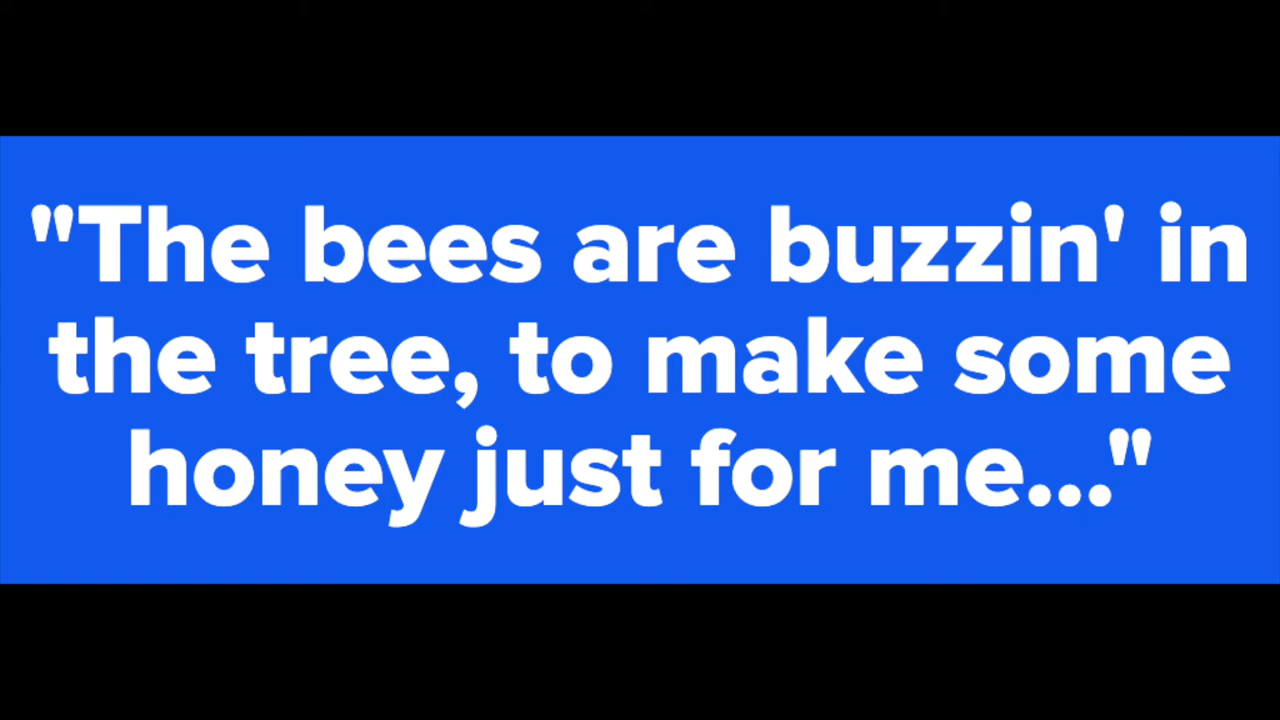 "The bees are buzzin' in
the tree, to make some
honey just for me..."